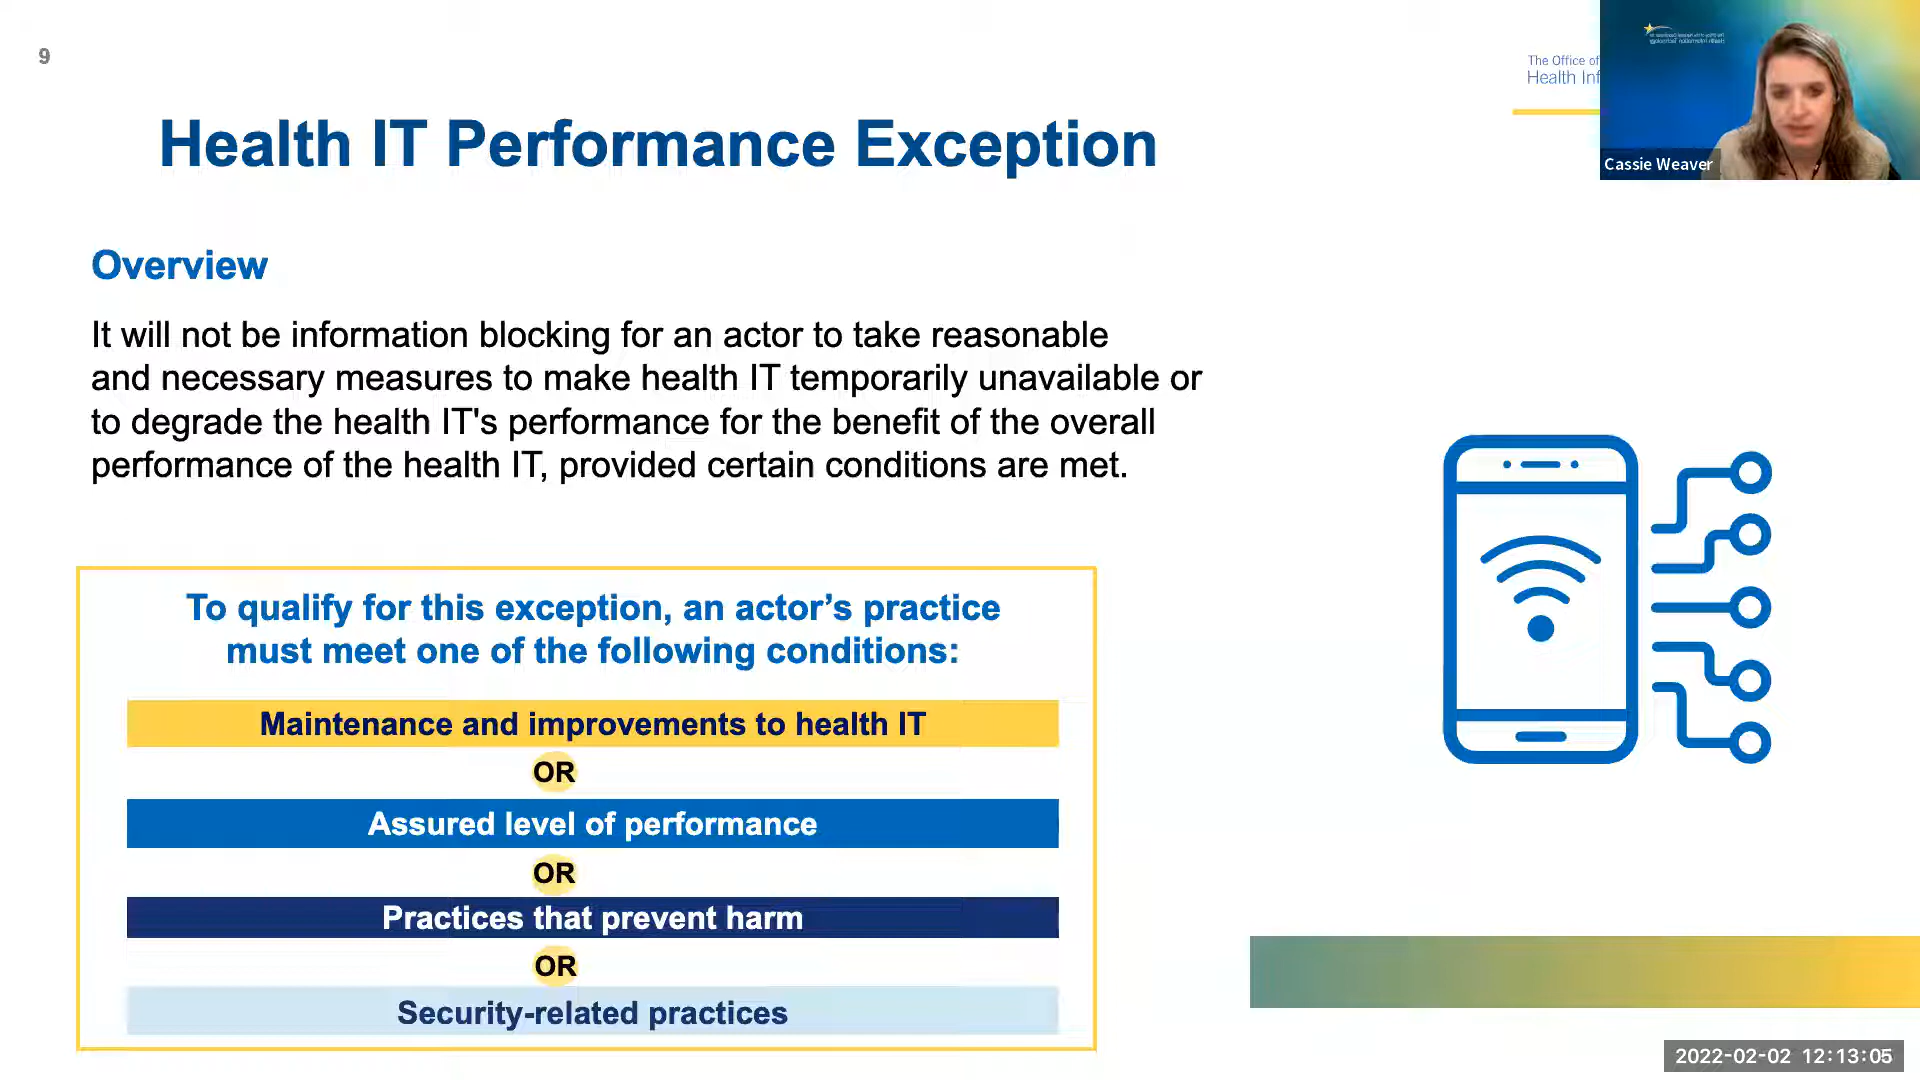 9
The Office of
Health Inf
Cassie Weaver
Health IT Performance Exception
Overview
It will not be information blocking for an actor to take reasonable
and necessary measures to make health IT temporarily unavailable or
to degrade the health IT's performance for the benefit of the overall
performance of the health IT, provided certain conditions are met.
To qualify for this exception, an actor’s practice
must meet one of the following conditions:
Maintenance and improvements to health IT
OR
Assured level of performance
OR
Practices that prevent harm
OR
Security-related practices
2022-02-02 12:13:05